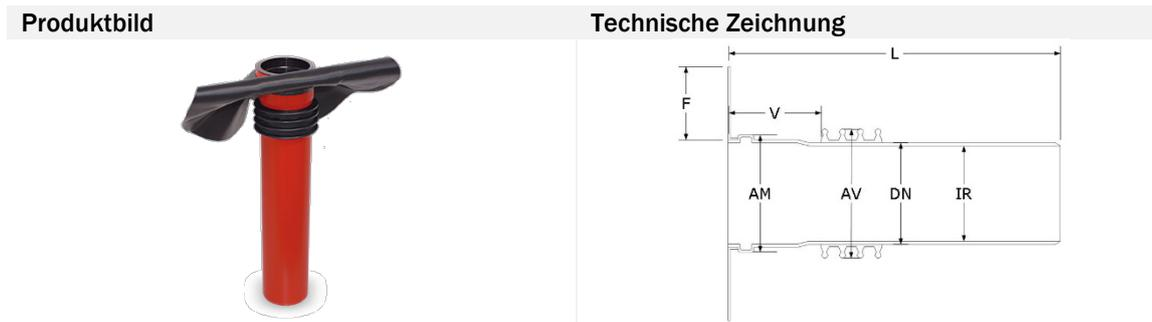 Produktbild
Technische Zeichnung
L
F
V
AM
AV
DN
IR